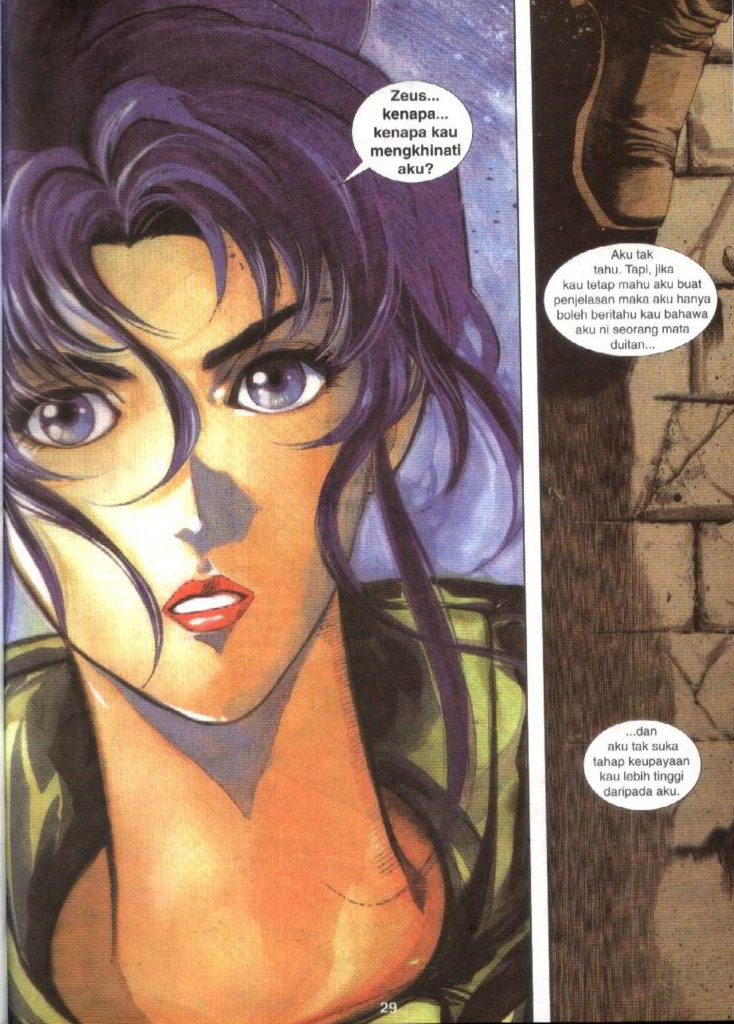 Zeus...
kenapa...
kenapa kau
mengkhinati
aku?
Aku tak
tahu. Tapi, jika
kau tetap mahu aku buat
penjelasan maka aku hanya
boleh beritahu kau bahawa
aku ni seorang mata
duitan...
...dan
aku tak suka
tahap keupayaan
kau lebih tinggi
daripada aku.
29